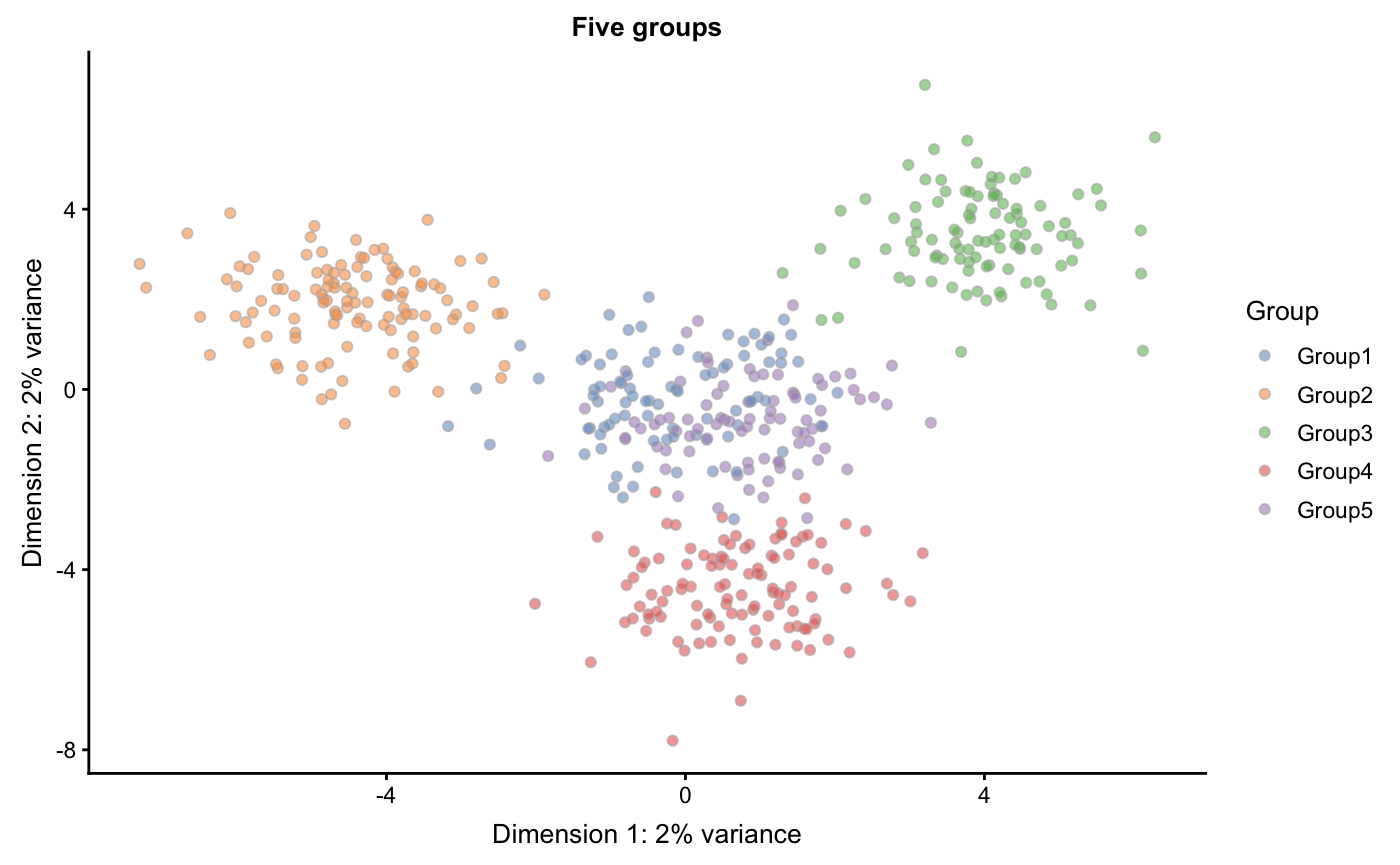 Five groups
Dimension 2: 2% variance
4
0
-4
-8
-4
0
4
Dimension 1: 2% variance
Group
Group1
Group2
Group3
Group4
Group5